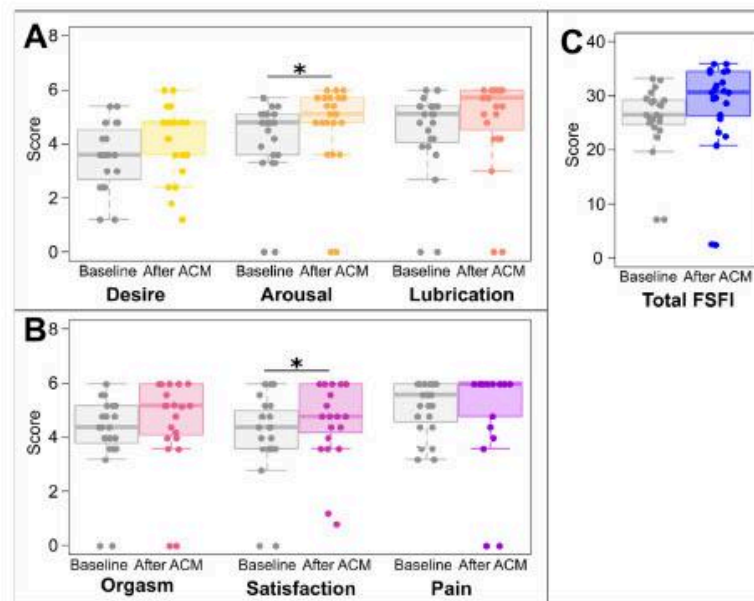 A
8
6
4
2
0
Score
*
Baseline After ACM Baseline After ACM Baseline After ACM
Desire Arousal Lubrication
B
8
6
4
2
0
Score
*
Baseline After ACM Baseline After ACM Baseline After ACM
Orgasm Satisfaction Pain
C
40
30
20
10
0
Score
Baseline After ACM
Total FSFI